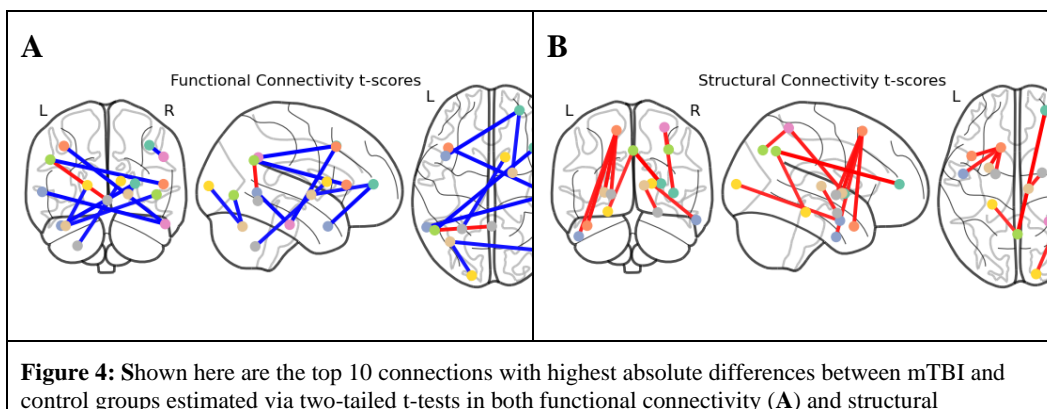 A
Functional Connectivity t-scores
L
R
L
B
Structural Connectivity t-scores
L
R
L
Figure 4: Shown here are the top 10 connections with highest absolute differences between mTBI and
control groups estimated via two-tailed t-tests in both functional connectivity (A) and structural